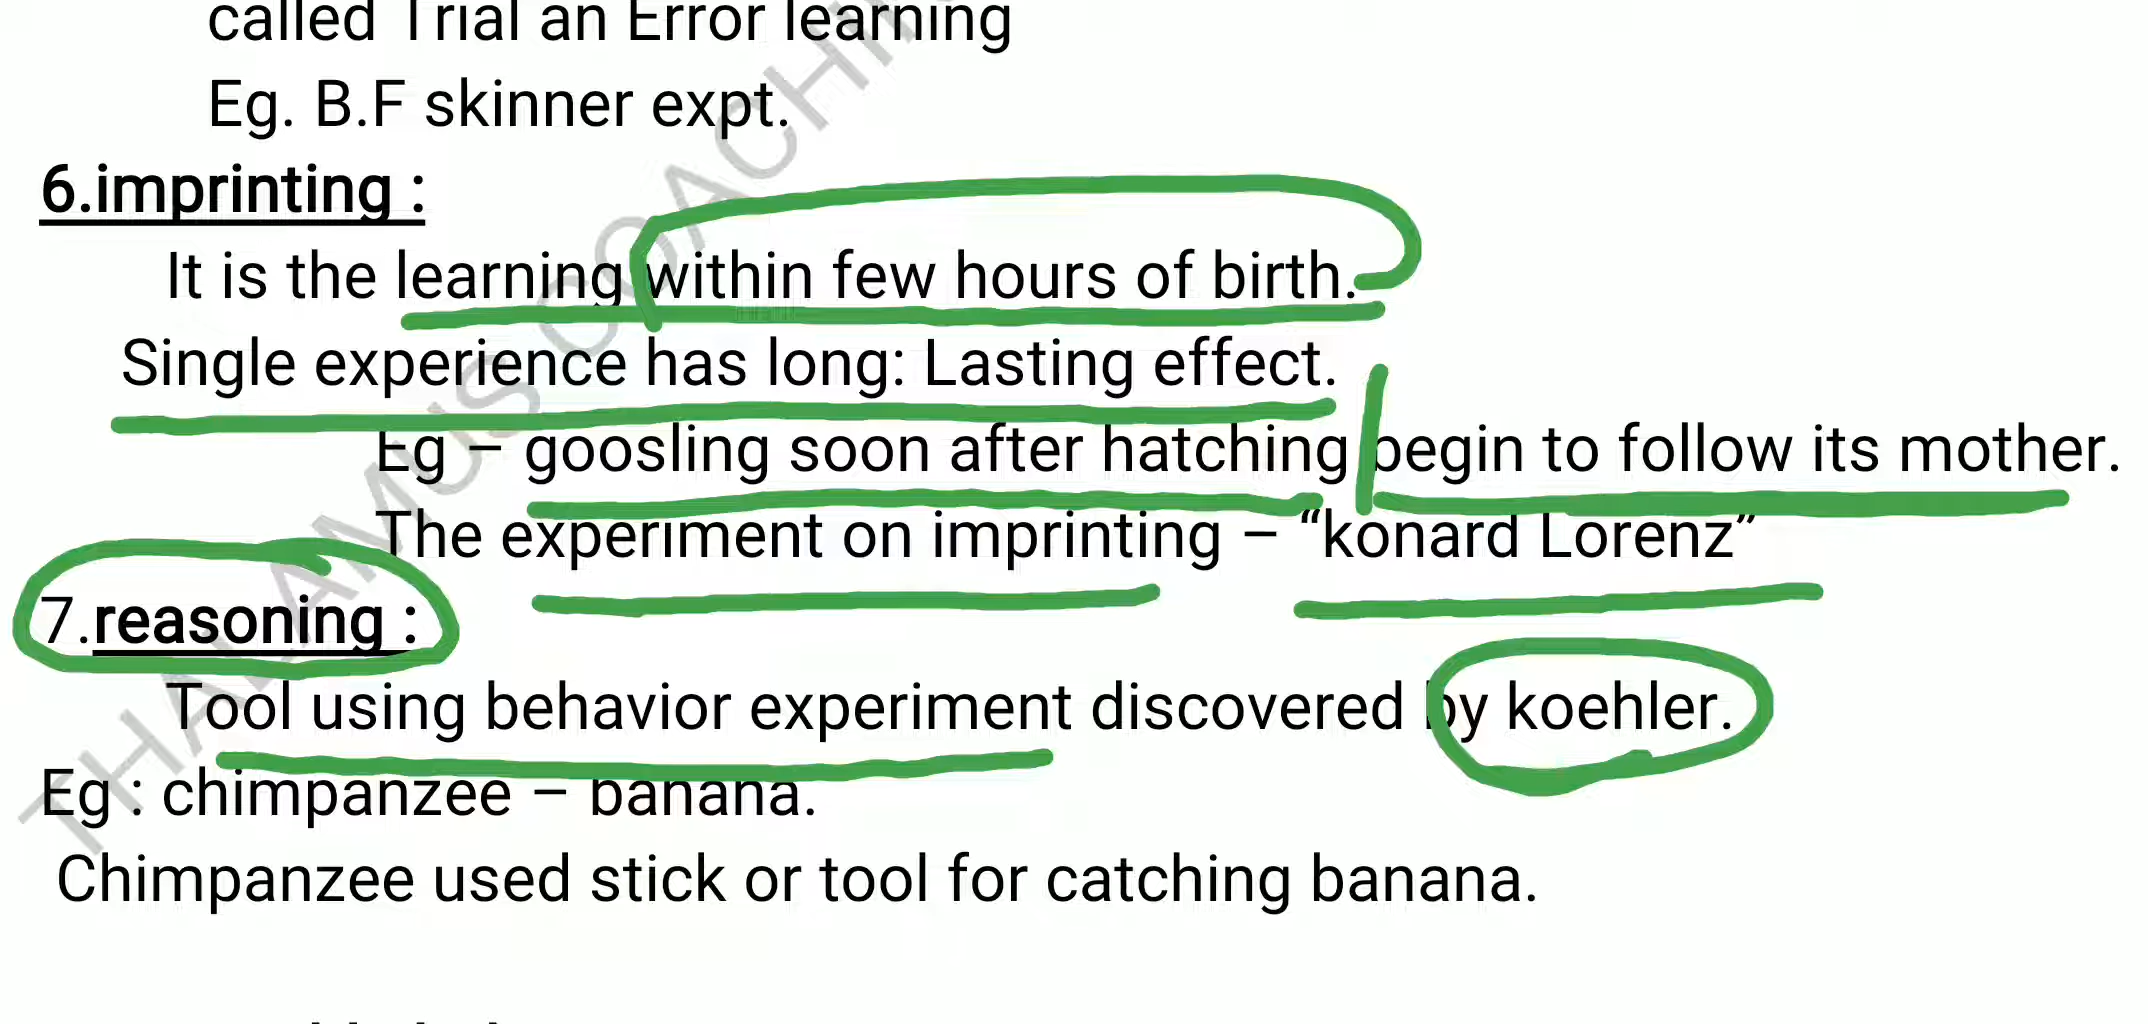 called Trial an Error learning
Eg. B.F skinner expt.
6.imprinting :
It is the learning within few hours of birth.
Single experience has long: Lasting effect.
Eg – goosling soon after hatching begin to follow its mother.
The experiment on imprinting – “konard Lorenz”
7.reasoning :
Tool using behavior experiment discovered by koehler.
Eg : chimpanzee – banana.
Chimpanzee used stick or tool for catching banana.
THALAMUS COACHIN